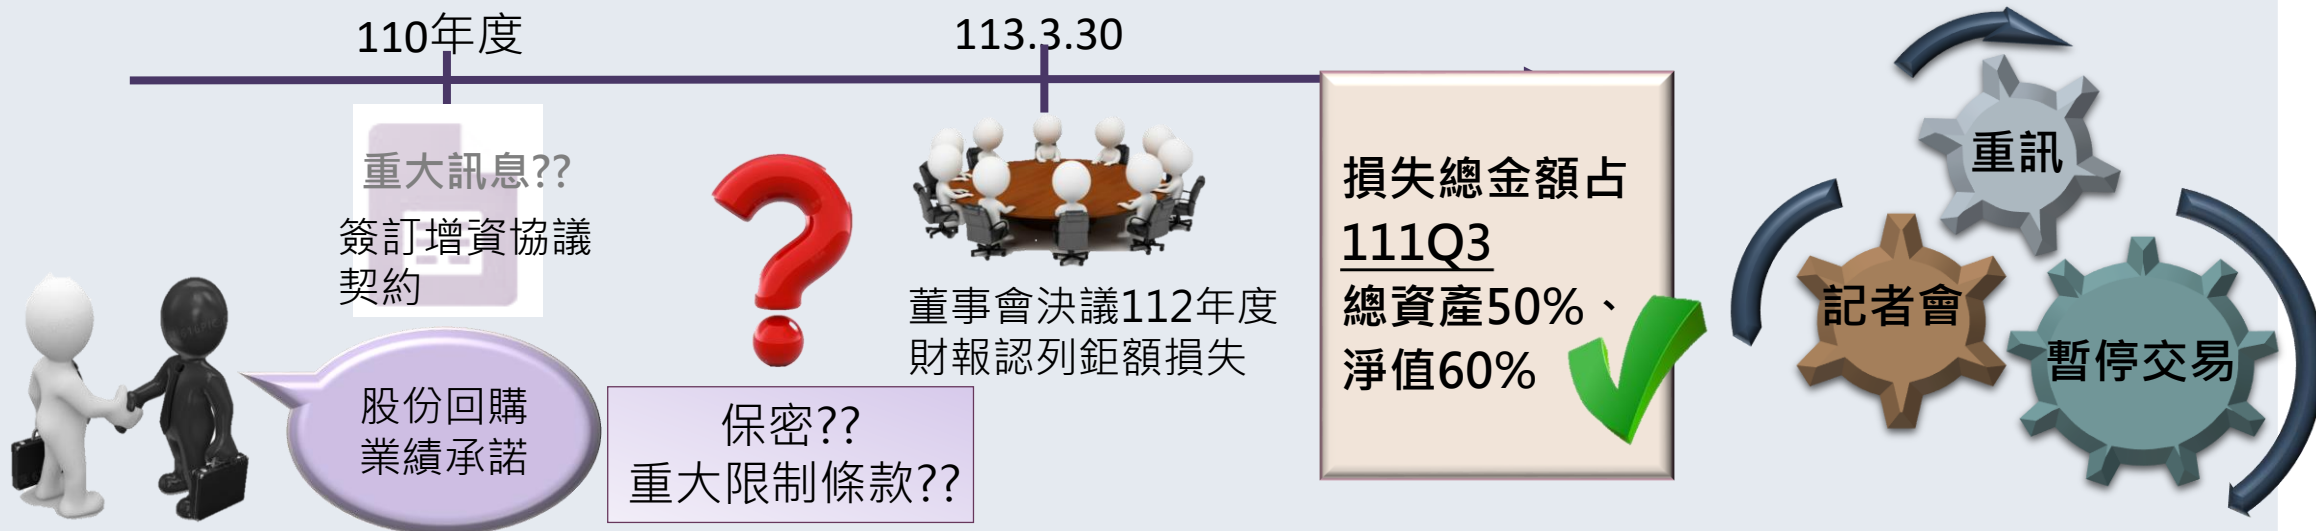 110年度
113.3.30
重大訊息??
簽訂增資協議
契約
股份回購
業績承諾
保密??
重大限制條款??
董事會決議112年度
財報認列鉅額損失
損失總金額占
111Q3
總資產50%、
淨值60%
重訊
記者會
暫停交易